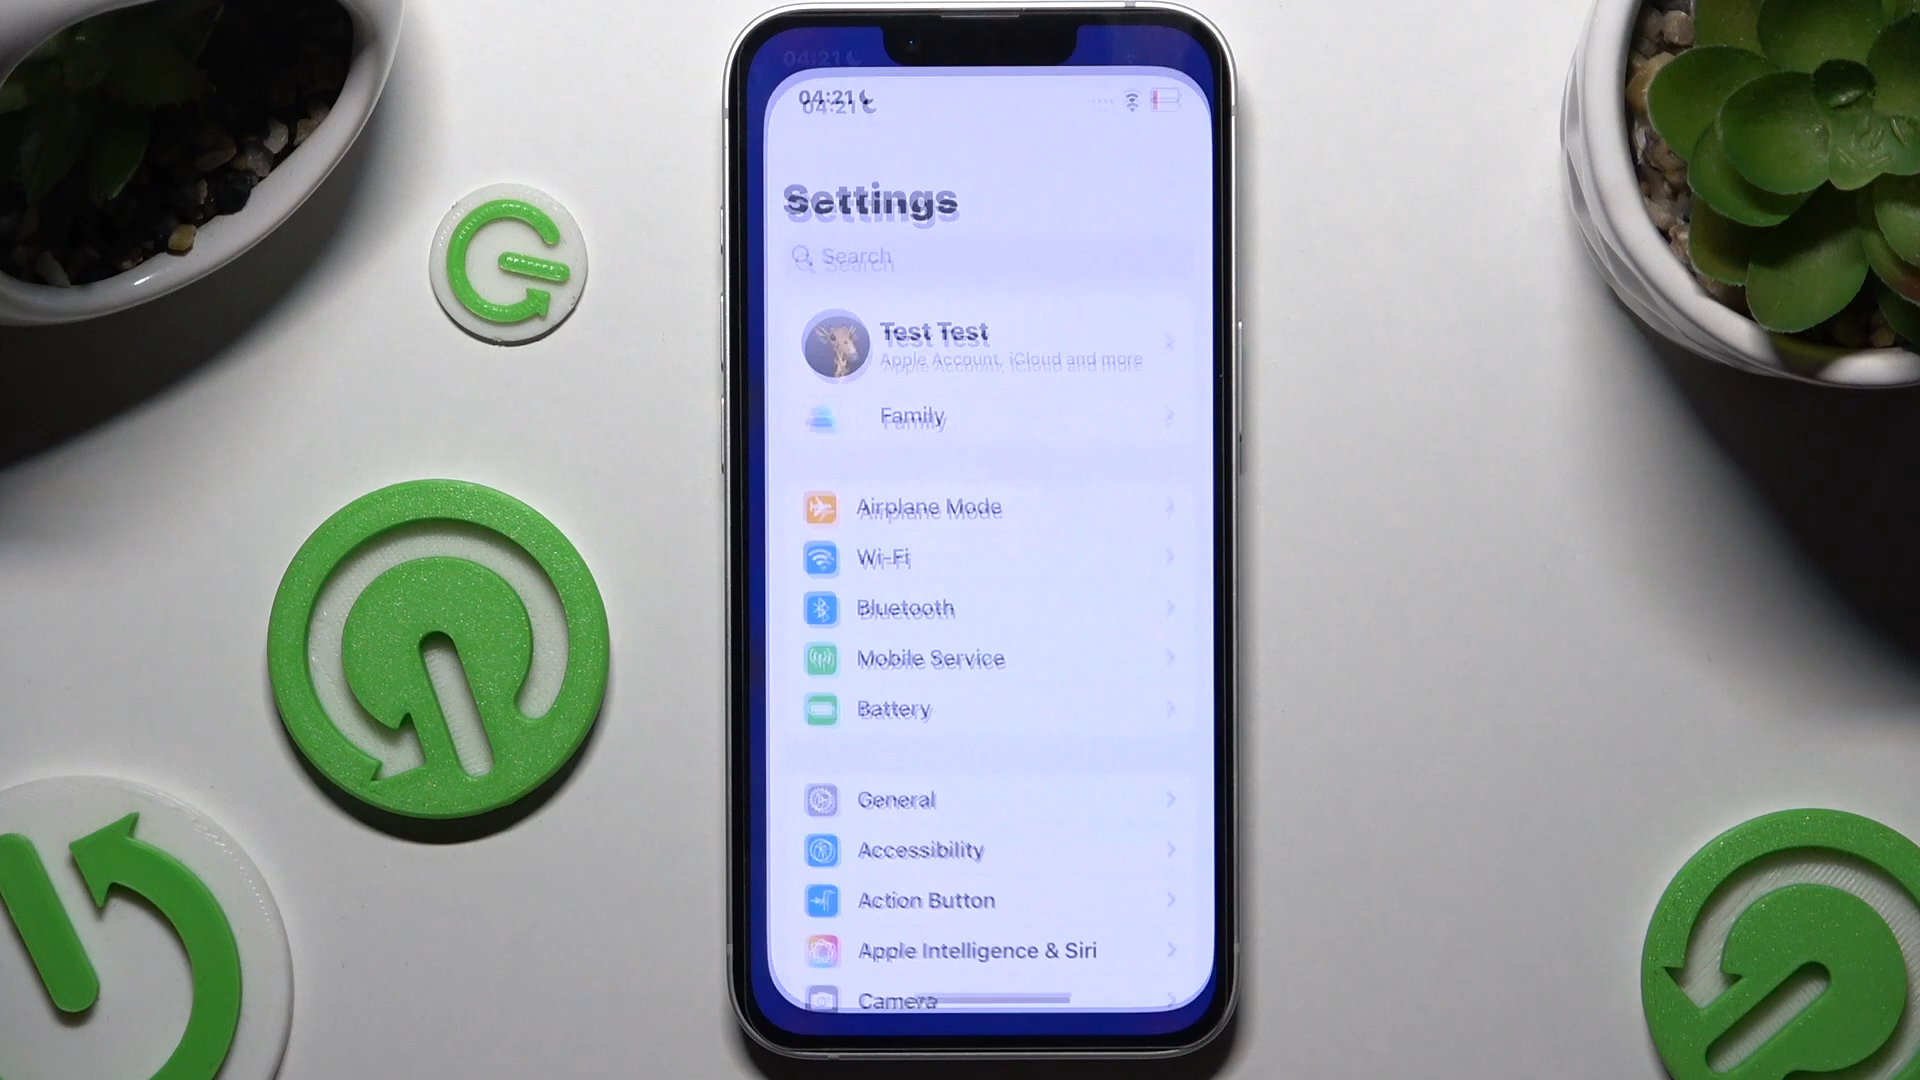 04:21
Settings
Search
Test Test
Apple Account, iCloud and more
Family
Airplane Mode
Wi-Fi
Bluetooth
Mobile Service
Battery
General
Accessibility
Action Button
Apple Intelligence & Siri
Camera